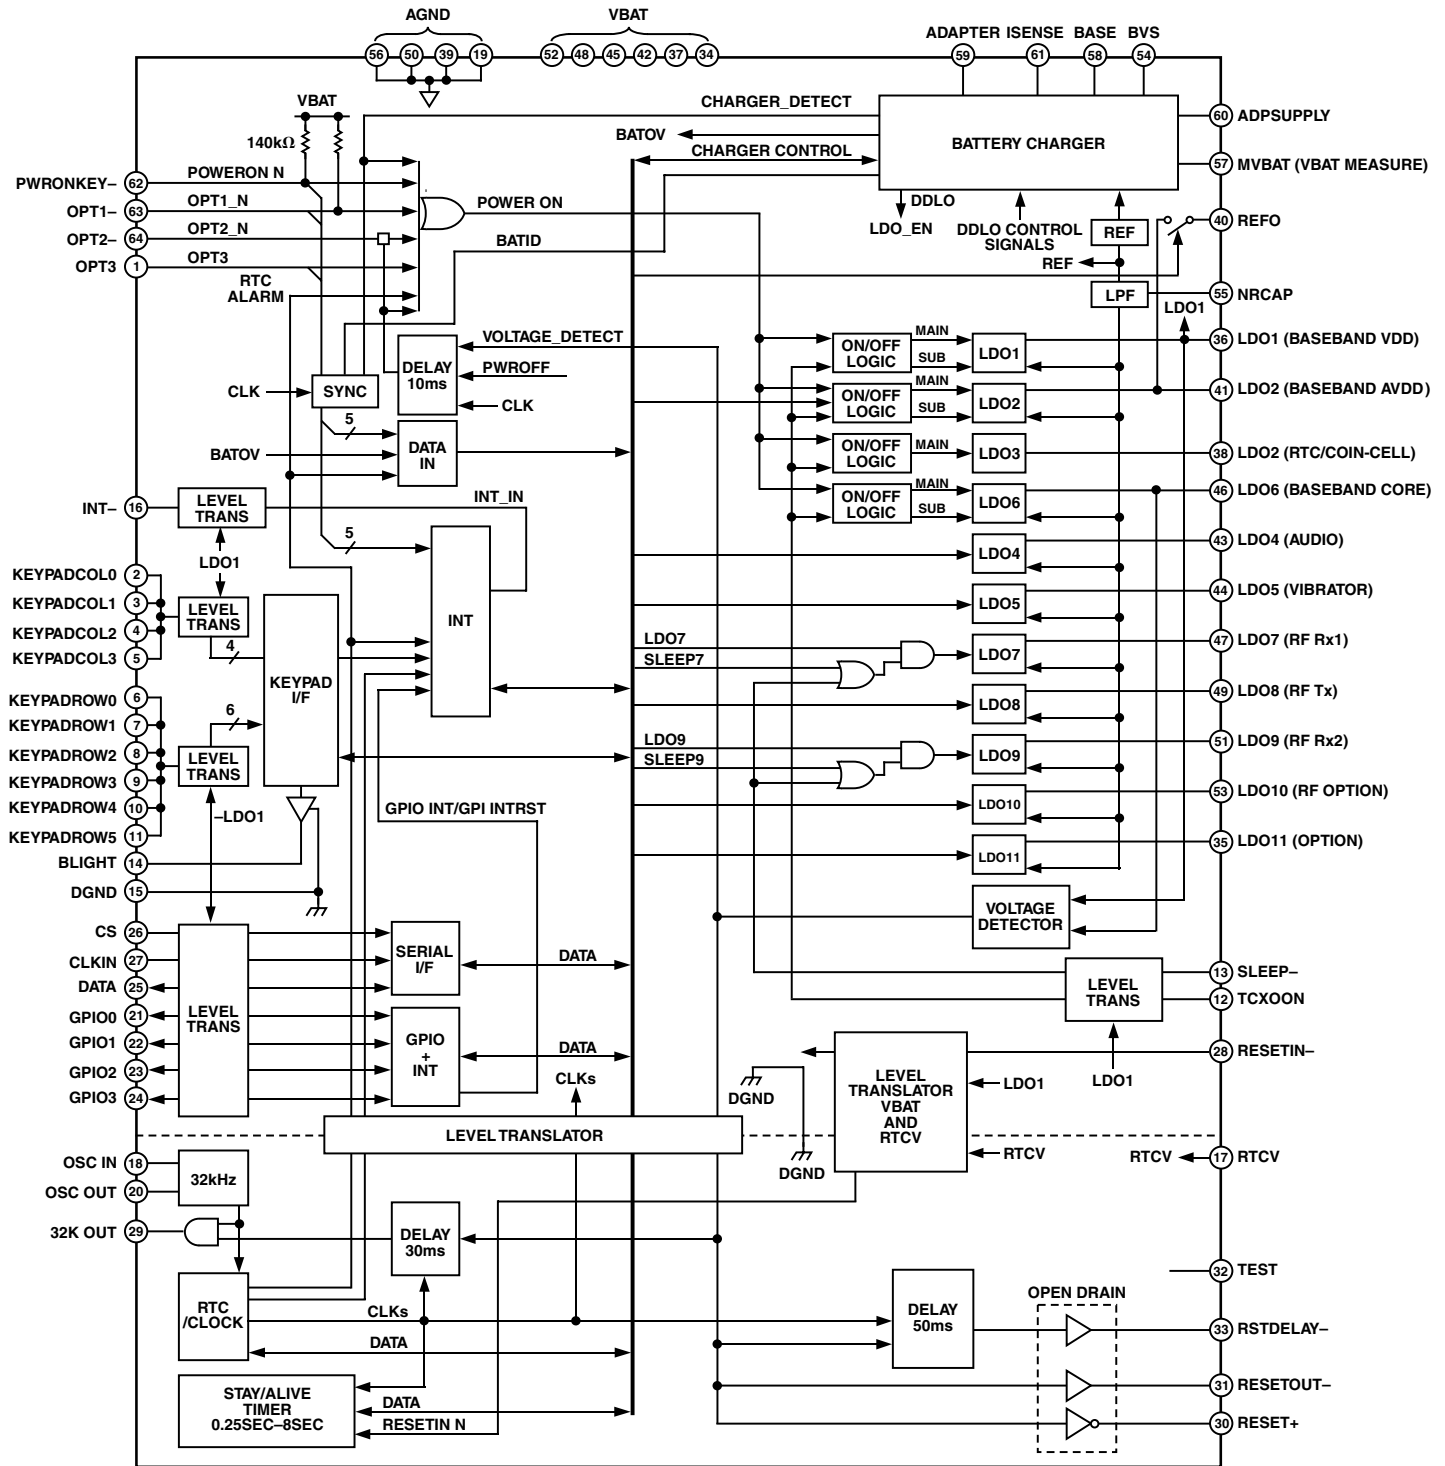 AGND
VBAT
56 50 39 19
52 48 45 42 37 34
ADAPTER ISENSE BASE BVS
59 61 58 54
VBAT
140kΩ
CHARGER_DETECT
BATOV
CHARGER CONTROL
BATTERY CHARGER
60 ADPSUPPLY
57 MVBAT (VBAT MEASURE)
PWRONKEY– 62 POWERON N
OPT1– 63 OPT1_N
OPT2– 64 OPT2_N
OPT3 1 OPT3
RTC
ALARM
POWER ON
BATID
DDLO
LDO_EN
DDLO CONTROL
SIGNALS
REF
REF
LPF
40 REFO
55 NRCAP
LDO1
VOLTAGE_DETECT
DELAY
10ms
PWROFF
CLK
CLK
SYNC
5
BATOV
DATA
IN
ON/OFF
LOGIC
MAIN
SUB
LDO1
36 LDO1 (BASEBAND VDD)
ON/OFF
LOGIC
MAIN
SUB
LDO2
41 LDO2 (BASEBAND AVDD)
ON/OFF
LOGIC
MAIN
LDO3
38 LDO2 (RTC/COIN-CELL)
ON/OFF
LOGIC
MAIN
SUB
LDO6
46 LDO6 (BASEBAND CORE)
INT– 16
LEVEL
TRANS
INT_IN
5
LDO1
LDO4
43 LDO4 (AUDIO)
KEYPADCOL0 2
KEYPADCOL1 3
KEYPADCOL2 4
KEYPADCOL3 5
LEVEL
TRANS
4
INT
KEYPAD
I/F
LDO5
44 LDO5 (VIBRATOR)
LDO7
SLEEP7
LDO7
47 LDO7 (RF Rx1)
LDO8
49 LDO8 (RF Tx)
KEYPADROW0 6
KEYPADROW1 7
KEYPADROW2 8
KEYPADROW3 9
KEYPADROW4 10
KEYPADROW5 11
6
LEVEL
TRANS
–LDO1
LDO9
SLEEP9
LDO9
51 LDO9 (RF Rx2)
GPIO INT/GPI INTRST
LDO10
53 LDO10 (RF OPTION)
LDO11
35 LDO11 (OPTION)
BLIGHT 14
DGND 15
VOLTAGE
DETECTOR
CS 26
CLKIN 27
DATA 25
GPIO0 21
GPIO1 22
GPIO2 23
GPIO3 24
LEVEL
TRANS
SERIAL
I/F
DATA
GPIO
+
INT
DATA
CLKs
LEVEL
TRANS
13 SLEEP–
12 TCXOON
LDO1
28 RESETIN–
LEVEL
TRANSLATOR
VBAT
AND
RTCV
LDO1
RTCV
DGND
DGND
RTCV 17 RTCV
LEVEL TRANSLATOR
OSC IN 18
OSC OUT 20
32kHz
32K OUT 29
DELAY
30ms
RTC
/CLOCK
CLKs
DATA
STAY/ALIVE
TIMER
0.25SEC–8SEC
DATA
RESETIN N
DELAY
50ms
OPEN DRAIN
32 TEST
33 RSTDELAY–
31 RESETOUT–
30 RESET+